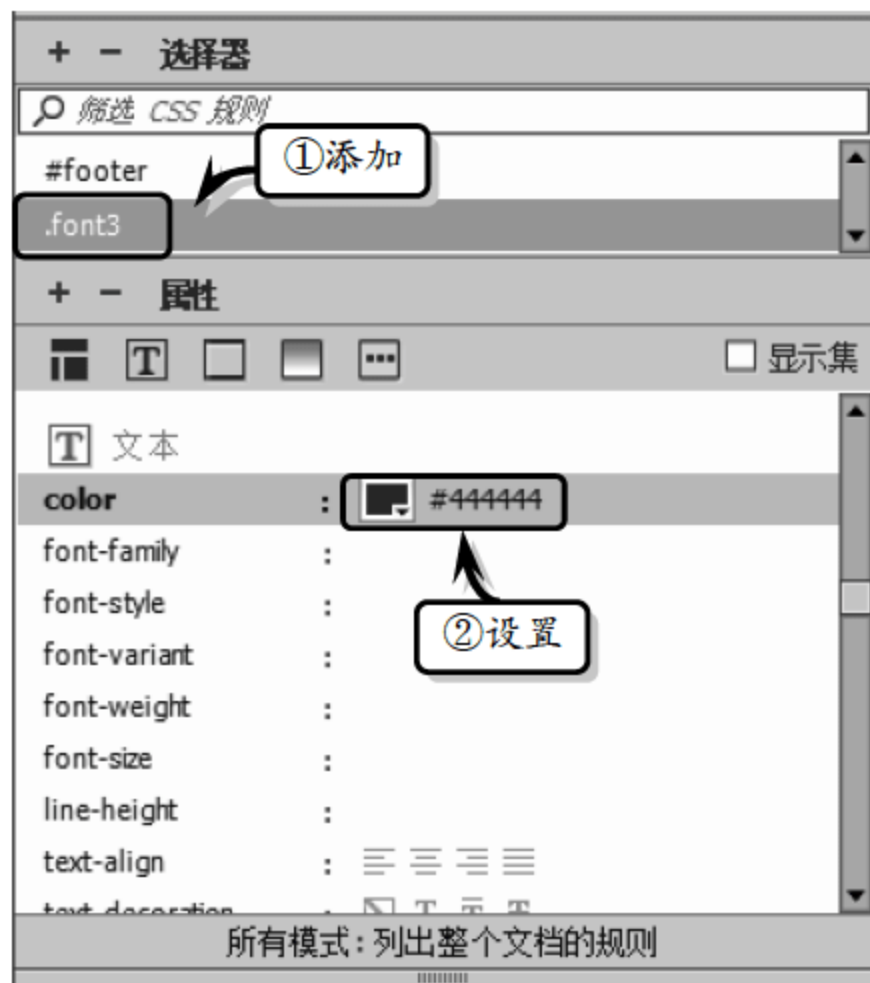 + - 选择器
筛选 CSS 规则
#footer
①添加
.font3
+ - 属性
T
显示集
T 文本
color : #444444
font-family :
font-style :
②设置
font-variant :
font-weight :
font-size :
line-height :
text-align :
text-decoration : T T T
所有模式:列出整个文档的规则